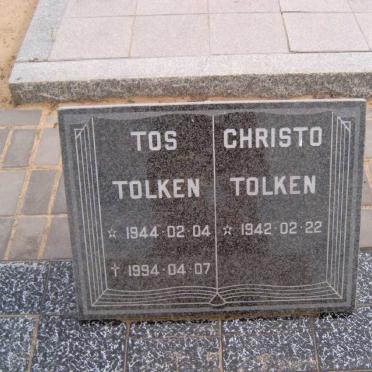 TOS
TOLKEN
☆ 1944·02·04
† 1994·04·07
CHRISTO
TOLKEN
☆ 1942·02·22